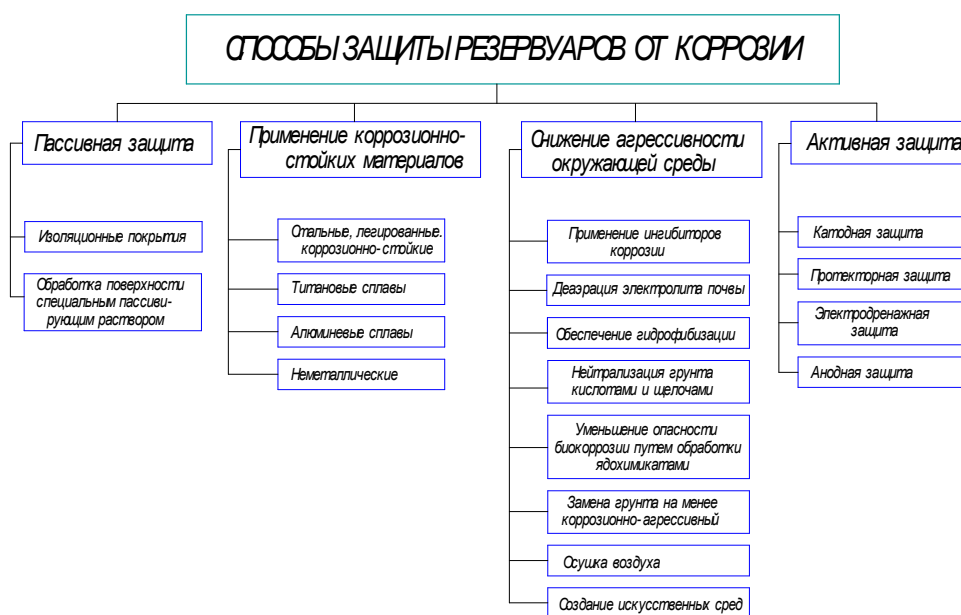 СПОСОБЫ ЗАЩИТЫ РЕЗЕРВУАРОВ ОТ КОРРОЗИИ
Пассивная защита
Изоляционные покрытия
Обработка поверхности
специальным пассиви-
рующим раствором
Применение коррозионно-
стойких материалов
Стальные, легированные.
коррозионно-стойкие
Титановые сплавы
Алюминевые сплавы
Неметаллические
Снижение агрессивности
окружающей среды
Применение ингибиторов
коррозии
Деаэрация электролита почвы
Обеспечение гидрофибизации
Нейтрализация грунта
кислотами и щелочами
Уменьшение опасности
биокоррозии путем обработки
ядохимикатами
Замена грунта на менее
коррозионно-агрессивный
Осушка воздуха
Создание искусственных сред
Активная защита
Катодная защита
Протекторная защита
Электродренажная
защита
Анодная защита